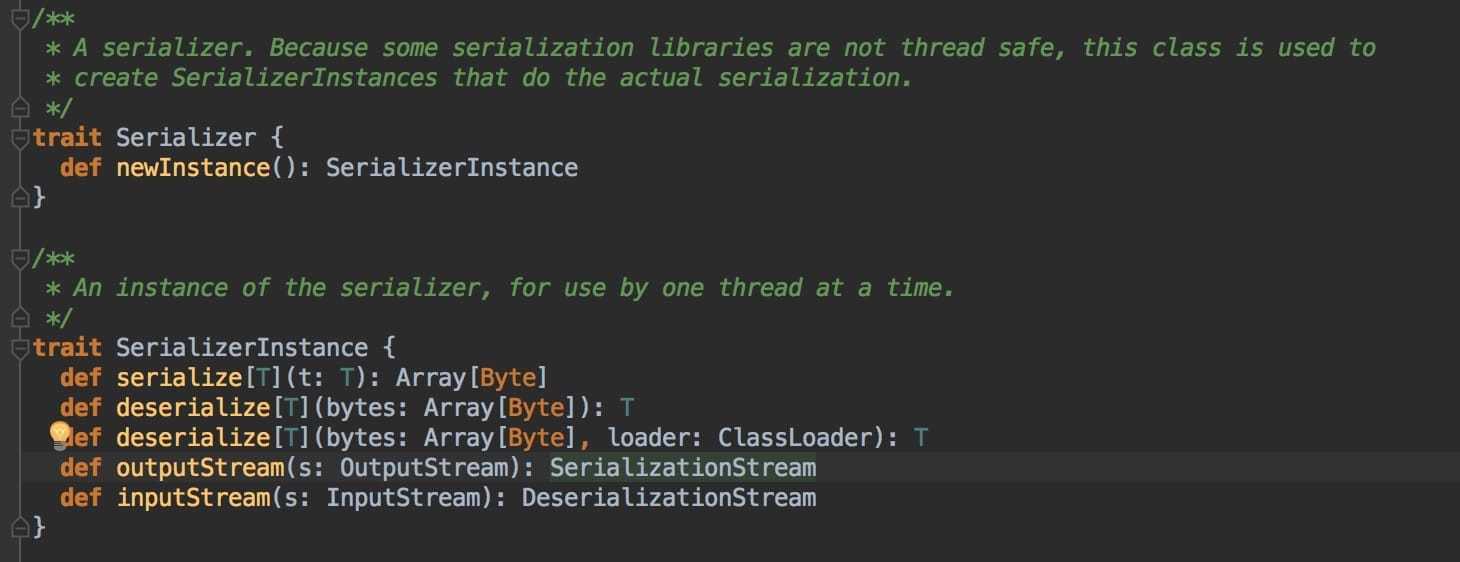 /**
 * A serializer. Because some serialization libraries are not thread safe, this class is used to
 * create SerializerInstances that do the actual serialization.
 */
trait Serializer {
  def newInstance(): SerializerInstance
}

/**
 * An instance of the serializer, for use by one thread at a time.
 */
trait SerializerInstance {
  def serialize[T](t: T): Array[Byte]
  def deserialize[T](bytes: Array[Byte]): T
  def deserialize[T](bytes: Array[Byte], loader: ClassLoader): T
  def outputStream(s: OutputStream): SerializationStream
  def inputStream(s: InputStream): DeserializationStream
}